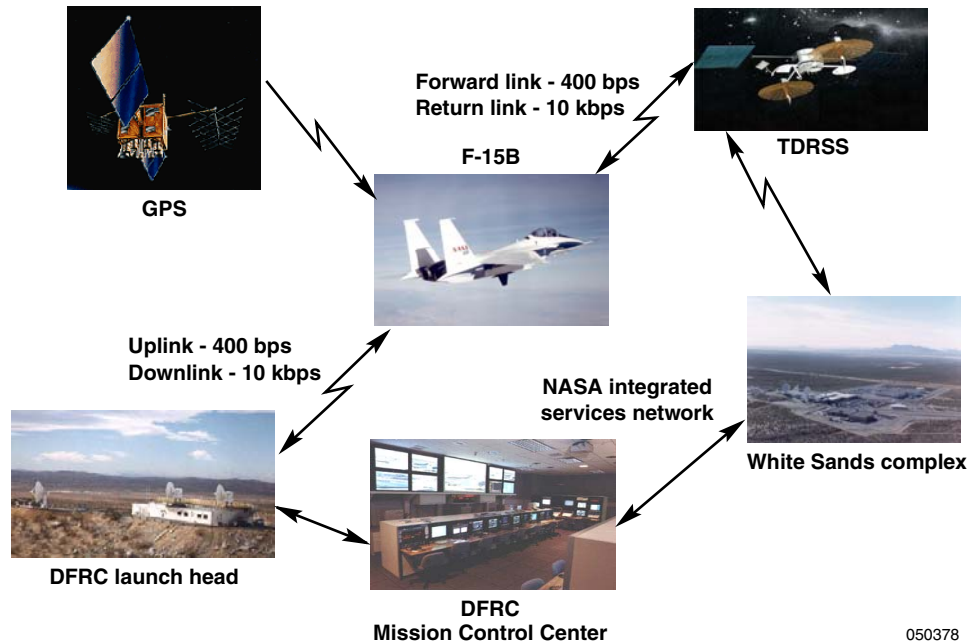 Forward link - 400 bps
Return link - 10 kbps
TDRSS
F-15B
GPS
Uplink - 400 bps
Downlink - 10 kbps
NASA integrated
services network
White Sands complex
DFRC launch head
DFRC
Mission Control Center
050378